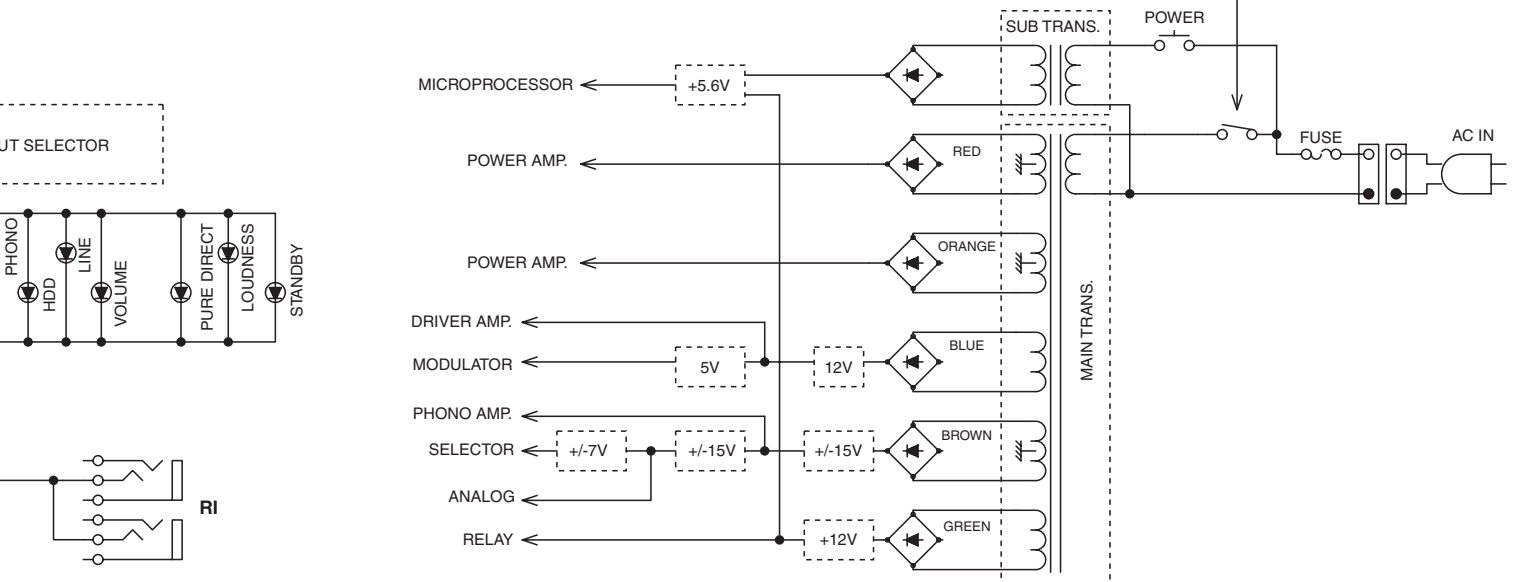 SUB TRANS.
POWER
MICROPROCESSOR
+5.6V
UT SELECTOR
FUSE
AC IN
POWER AMP.
RED
PHONO
HDD
LINE
VOLUME
PURE DIRECT
LOUDNESS
STANDBY
POWER AMP.
ORANGE
MAIN TRANS.
DRIVER AMP.
MODULATOR
5V
12V
BLUE
PHONO AMP.
SELECTOR
+/-7V
+/-15V
+/-15V
BROWN
ANALOG
RI
RELAY
+12V
GREEN